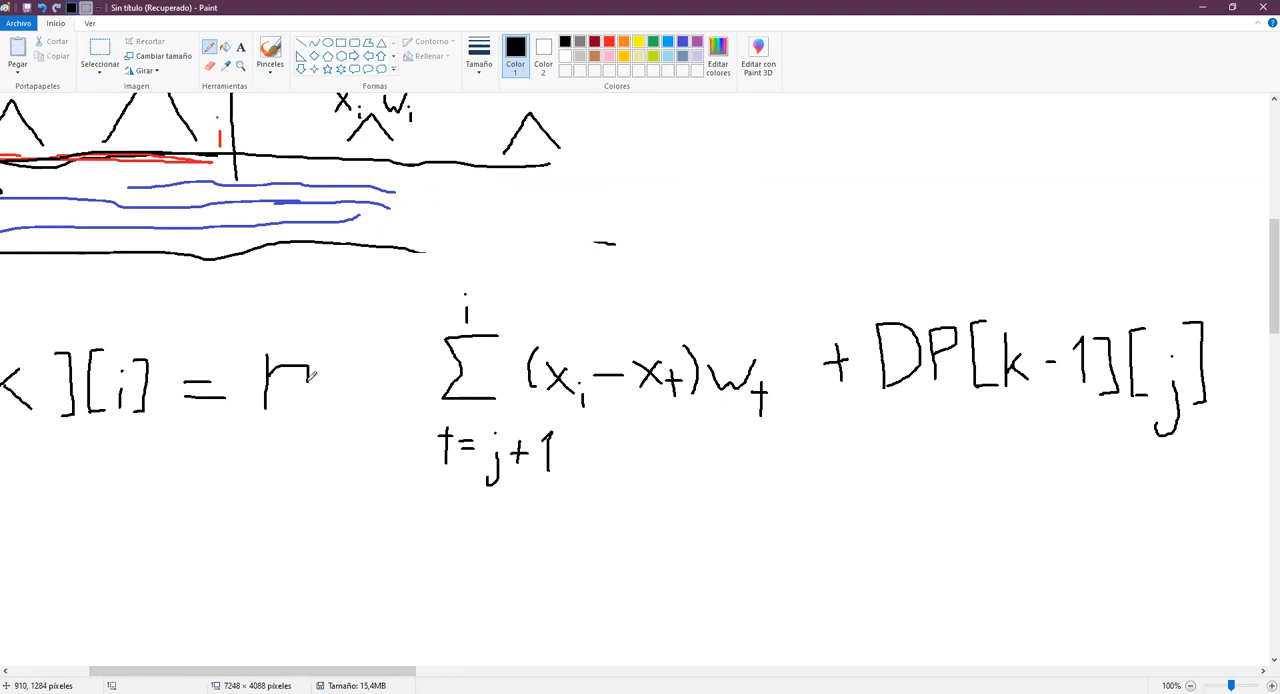 Sin título (Recuperado) - Paint
Archivo Inicio Ver
Pegar
Cortar
Copiar
Portapapeles
Seleccionar
Recortar
Cambiar tamaño
Girar
Imagen
A
Herramientas
Pinceles
Contorno
Rellenar
Formas
Tamaño
Color 1
Color 2
Editar colores
Colores
Editar con Paint 3D
i
x_i w_i
][i] = Σ (x_i − x_t) w_t + DP[k - 1][j]
i
t = j + 1
910, 1284 píxeles
7248 × 4088 píxeles
Tamaño: 15,4MB
100%